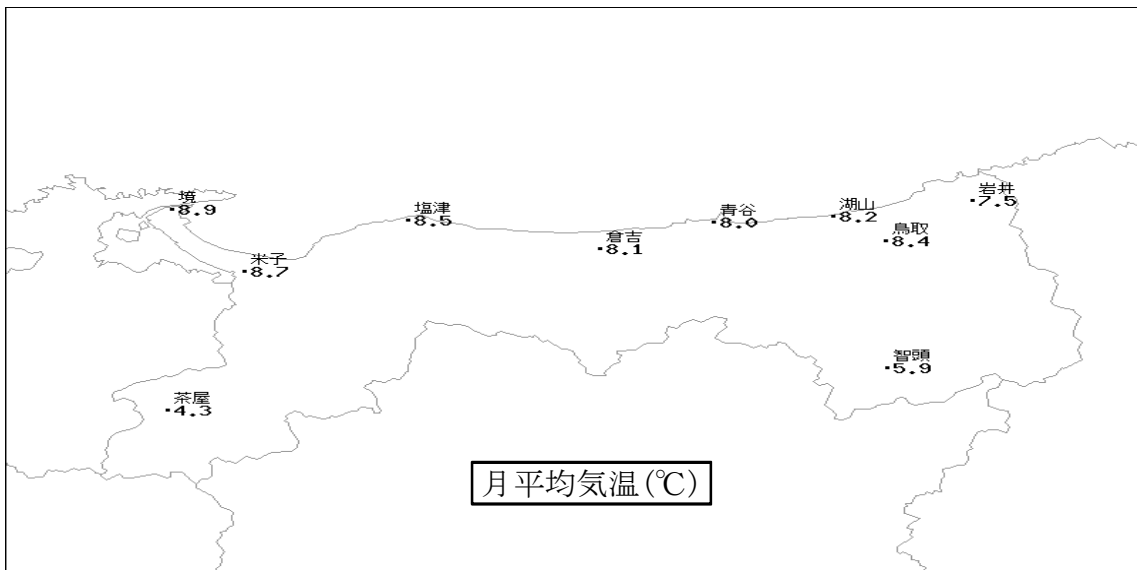 境
8.9
塩津
8.5
青谷
8.0
湖山
8.2
岩井
7.5
倉吉
8.1
鳥取
8.4
米子
8.7
智頭
5.9
茶屋
4.3
月平均気温(℃)